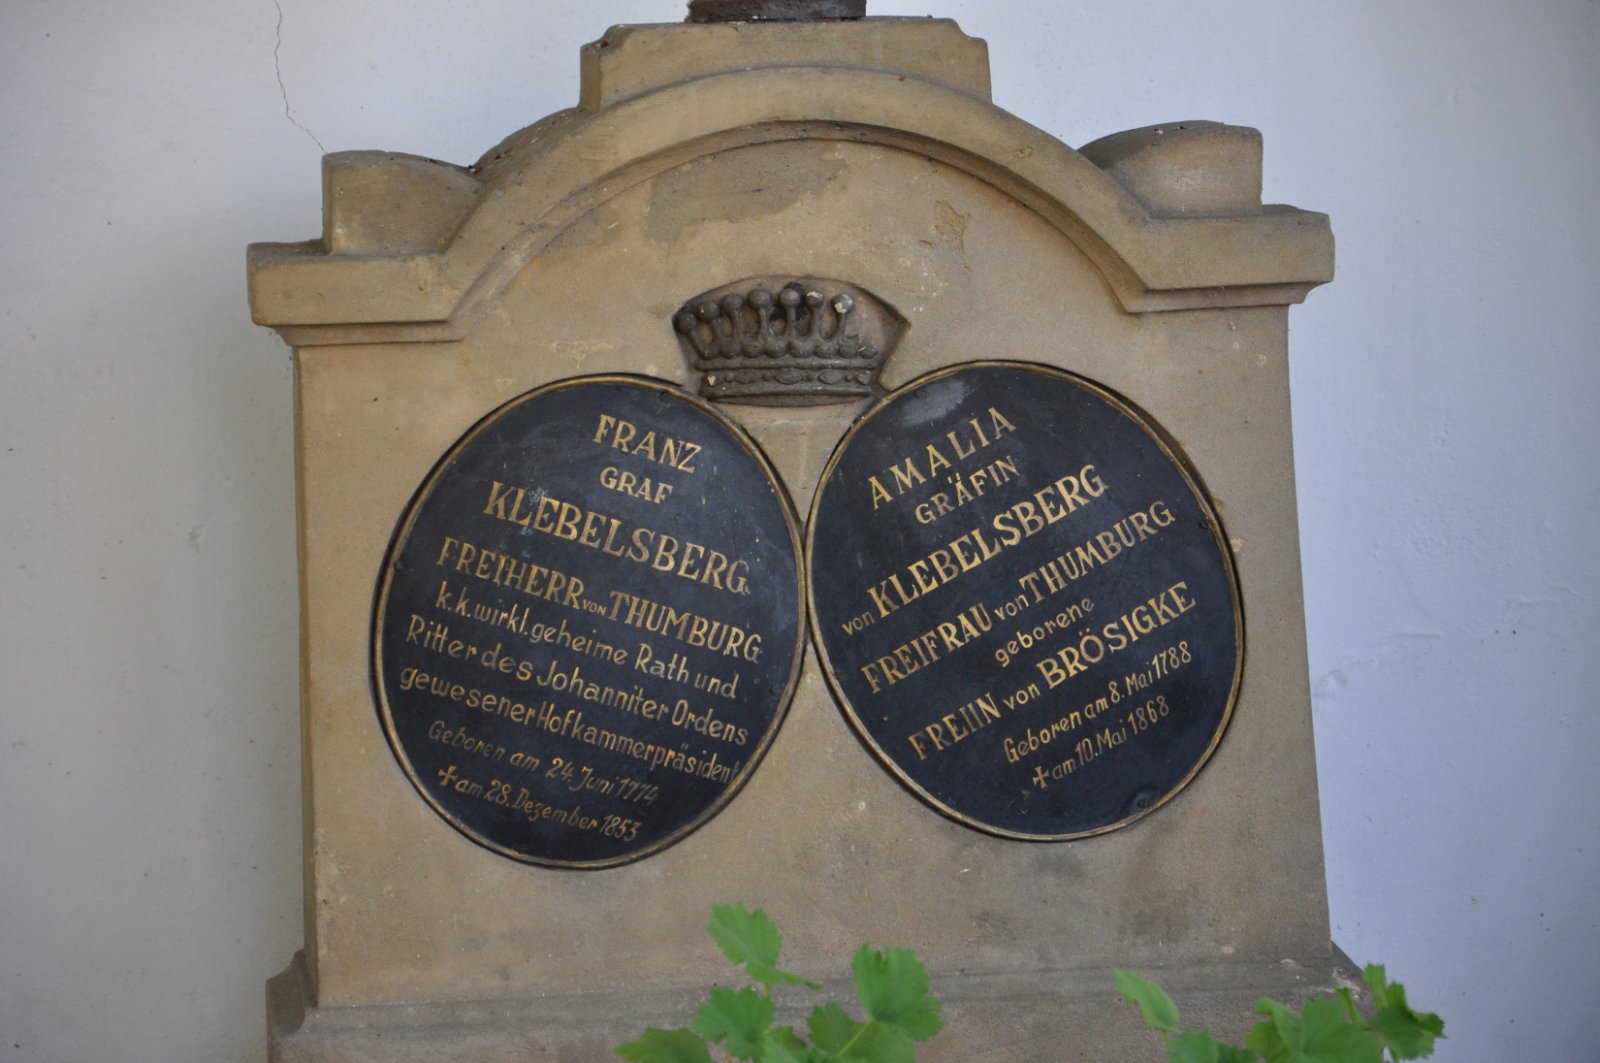 FRANZ
GRAF
KLEBELSBERG
FREIHERR von THUMBURG
k.k.wirkl.geheime Rath und
Ritter des Johanniter Ordens
gewesener Hofkammerpräsident
Geboren am 24. Juni 1774
✝ am 28. Dezember 1853
AMALIA
GRÄFIN
von KLEBELSBERG
FREIFRAU von THUMBURG
geborene
FREIIN von BRÖSIGKE
Geboren am 8. Mai 1788
✝ am 10. Mai 1868